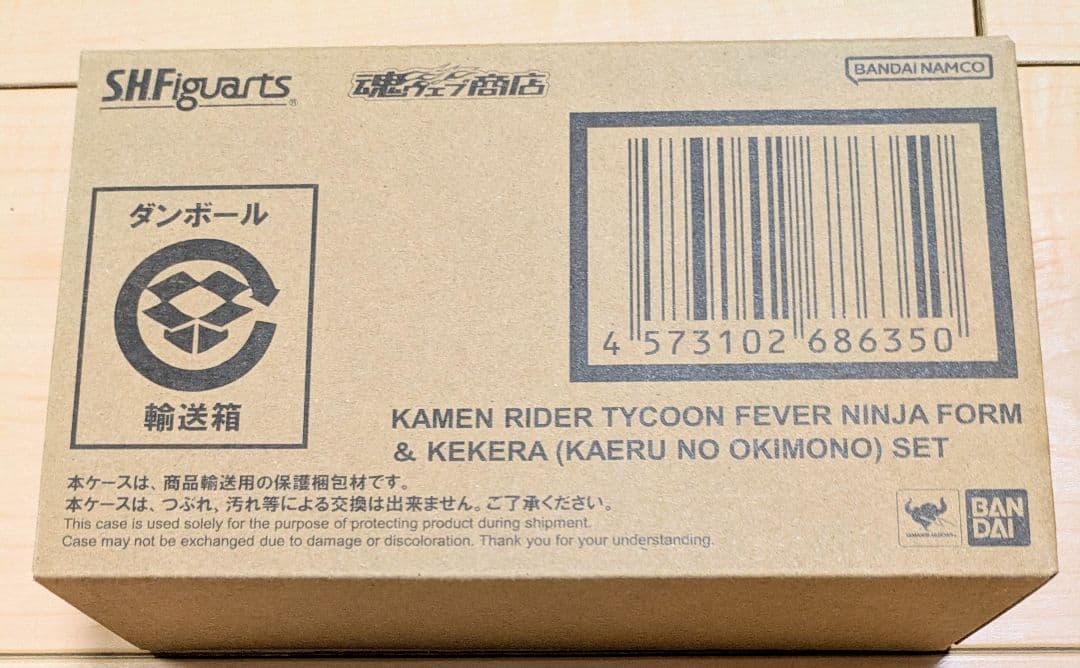 S.H.Figuarts®
魂ウェブ商店
BANDAI NAMCO
ダンボール
輸送箱
4 573102 686350
KAMEN RIDER TYCOON FEVER NINJA FORM
& KEKERA (KAERU NO OKIMONO) SET
本ケースは、商品輸送用の保護梱包材です。
本ケースは、つぶれ、汚れ等による交換は出来ません。ご了承ください。
This case is used solely for the purpose of protecting product during shipment.
Case may not be exchanged due to damage or discoloration. Thank you for your understanding.
BAN
DAI